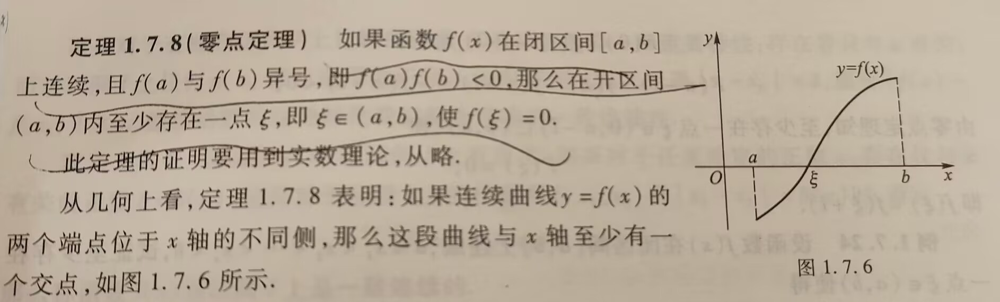 定理 1.7.8(零点定理) 如果函数 f(x)在闭区间[a,b]
上连续,且 f(a)与 f(b)异号,即 f(a)f(b)<0,那么在开区间
(a,b)内至少存在一点 ξ,即 ξ∈(a,b),使 f(ξ)=0.
此定理的证明要用到实数理论,从略.
从几何上看,定理 1.7.8 表明:如果连续曲线y=f(x)的
两个端点位于 x 轴的不同侧,那么这段曲线与 x 轴至少有一
个交点,如图 1.7.6 所示.
y
y=f(x)
a
O
ξ
b
x
图 1.7.6